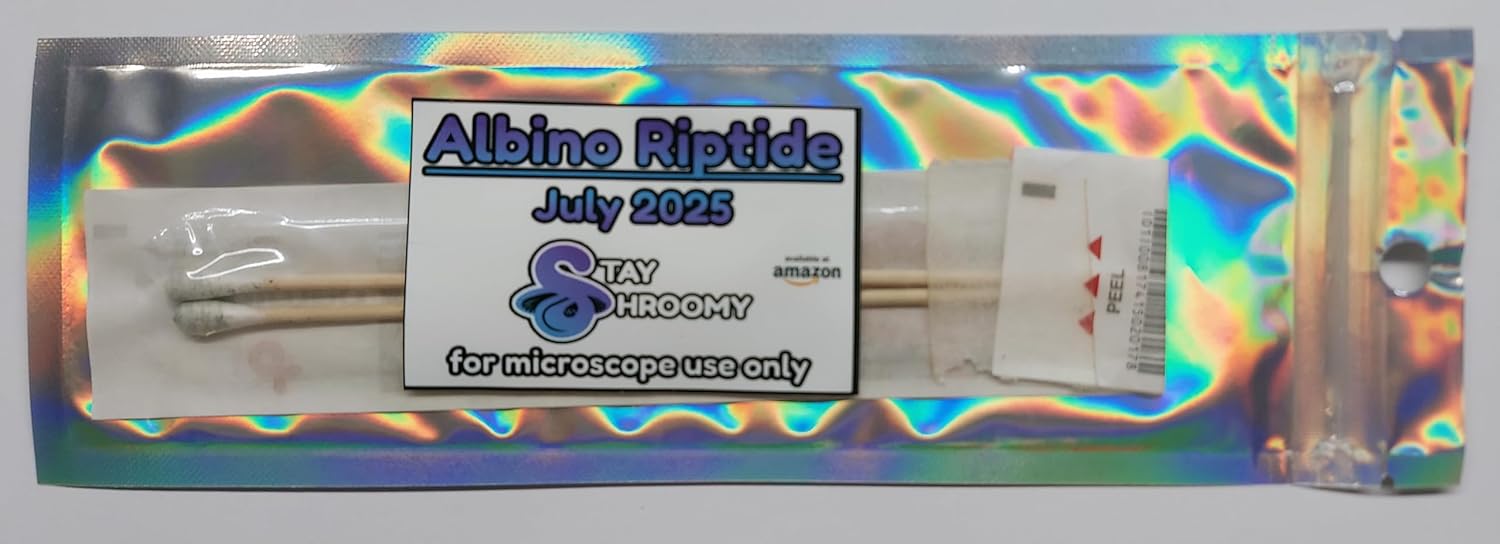 Albino Riptide
July 2025
STAY
SHROOMY
available at
amazon
for microscope use only
PEEL